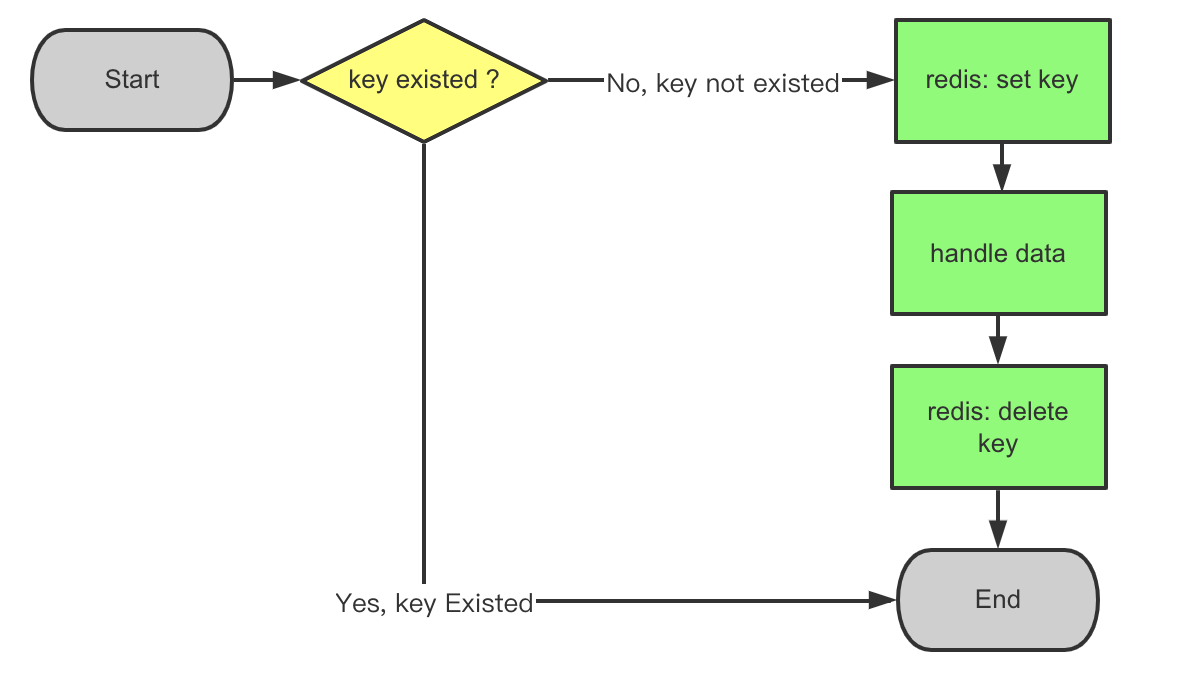 Start
key existed ?
No, key not existed
redis: set key
handle data
redis: delete
key
Yes, key Existed
End